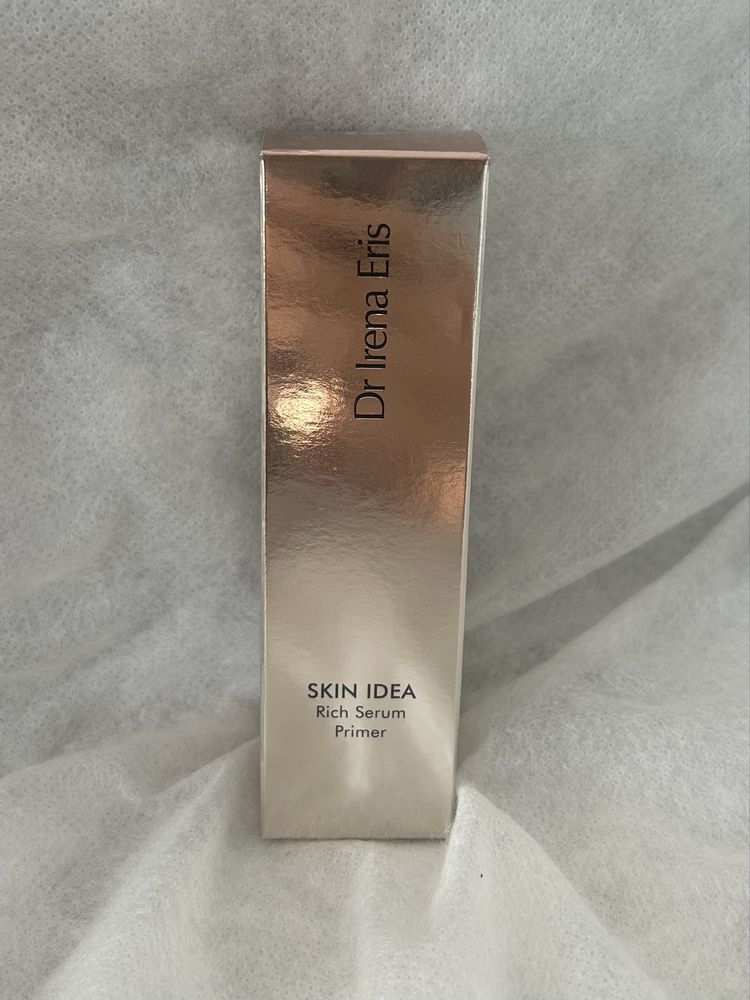 Dr Irena Eris
SKIN IDEA
Rich Serum
Primer